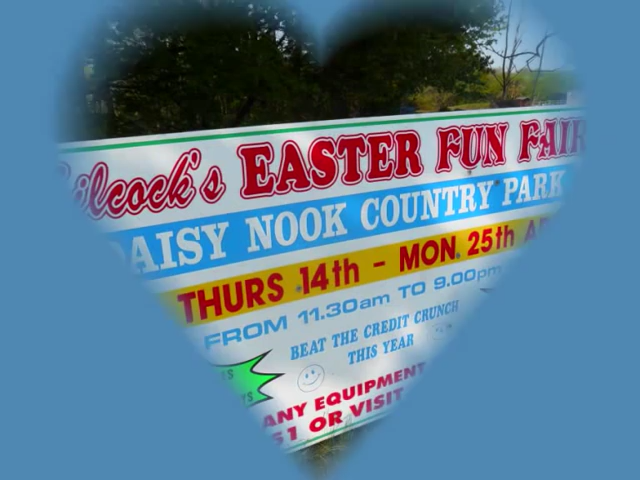 EASTER FUN FAIR
DAISY NOOK COUNTRY PARK
THURS 14th - MON 25th
FROM 11.30am TO 9.00pm
BEAT THE CREDIT CRUNCH
THIS YEAR
ANY EQUIPMENT
OR VISIT